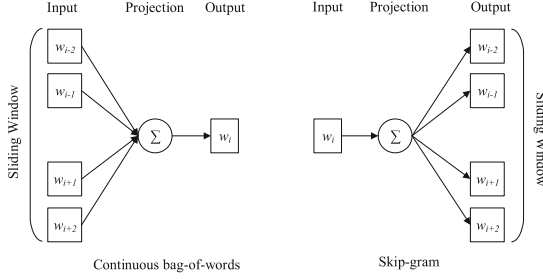 Input Projection Output
Sliding Window
w_{i-2}
w_{i-1}
w_{i+1}
w_{i+2}
Σ
w_i
Continuous bag-of-words
Input Projection Output
w_i
Σ
w_{i-2}
w_{i-1}
w_{i+1}
w_{i+2}
Sliding Window
Skip-gram